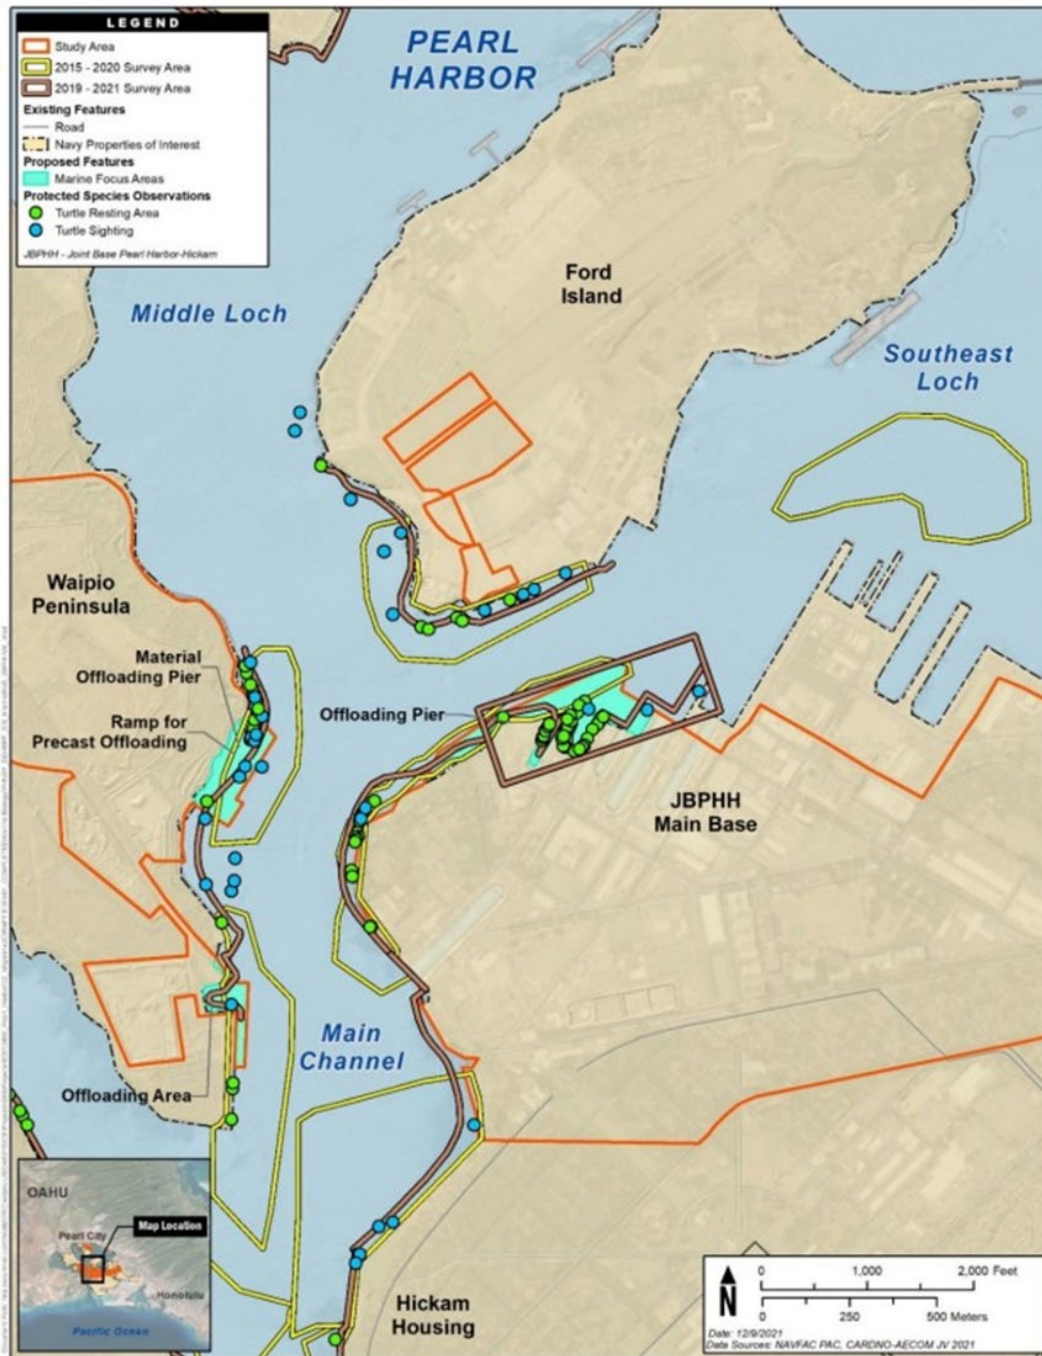 LEGEND
Study Area
2015 - 2020 Survey Area
2019 - 2021 Survey Area
Existing Features
Road
Navy Properties of Interest
Proposed Features
Marine Focus Areas
Protected Species Observations
Turtle Resting Area
Turtle Sighting
JBPHH - Joint Base Pearl Harbor-Hickam
PEARL
HARBOR
Middle Loch
Ford
Island
Southeast
Loch
Waipio
Peninsula
Material
Offloading Pier
Ramp for
Precast Offloading
Offloading Pier
JBPHH
Main Base
Main
Channel
Offloading Area
Hickam
Housing
OAHU
Pearl City
Map Location
Honolulu
Pacific Ocean
N
0 1,000 2,000 Feet
0 250 500 Meters
Date: 12/9/2021
Data Sources: NAVFAC PAC, CARDNO-AECOM JV 2021